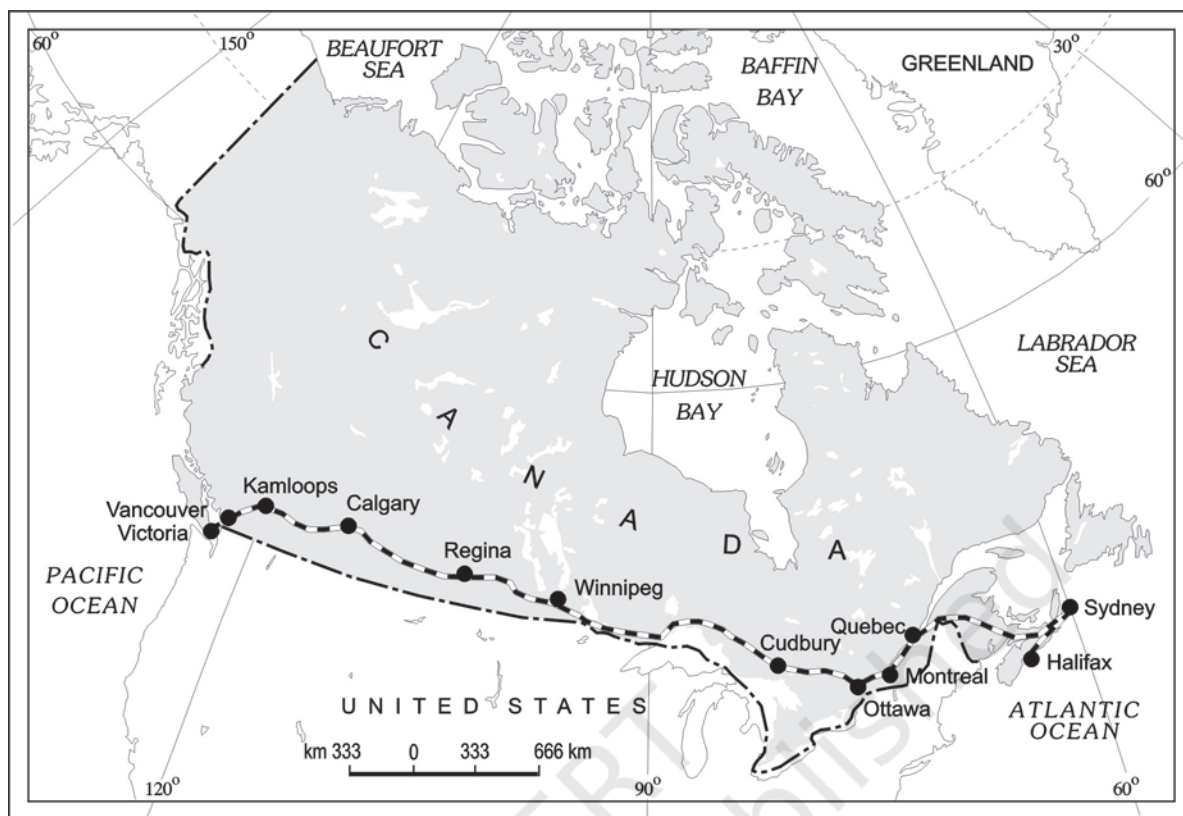 60°
150°
BEAUFORT
SEA
BAFFIN
BAY
GREENLAND
30°
60°
LABRADOR
SEA
HUDSON
BAY
C A N A D A
Kamloops
Vancouver
Victoria
Calgary
Regina
Winnipeg
PACIFIC
OCEAN
Cudbury
Quebec
Sydney
Montreal
Halifax
Ottawa
UNITED STATES
ATLANTIC
OCEAN
km 333 0 333 666 km
120°
90°
60°